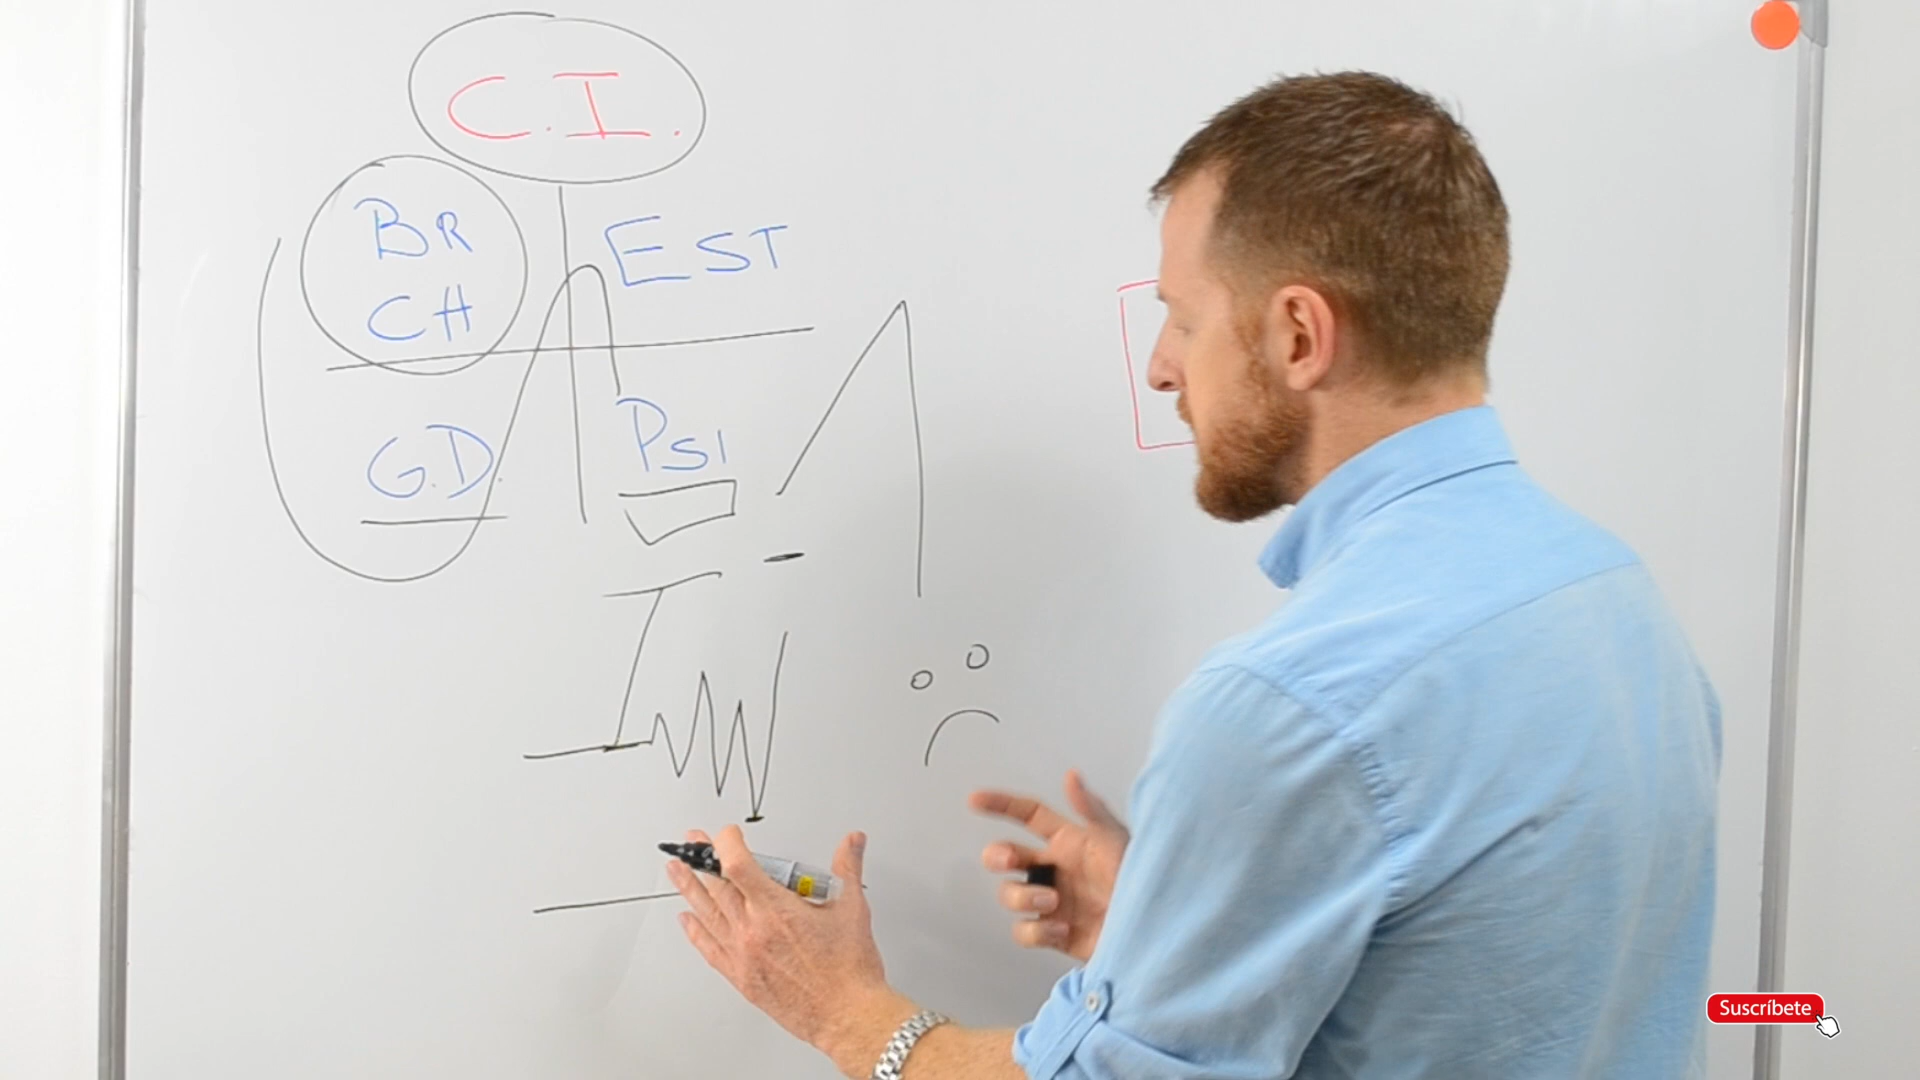 C.I.
BR
CH
EST
G.D.
PSI
Suscríbete